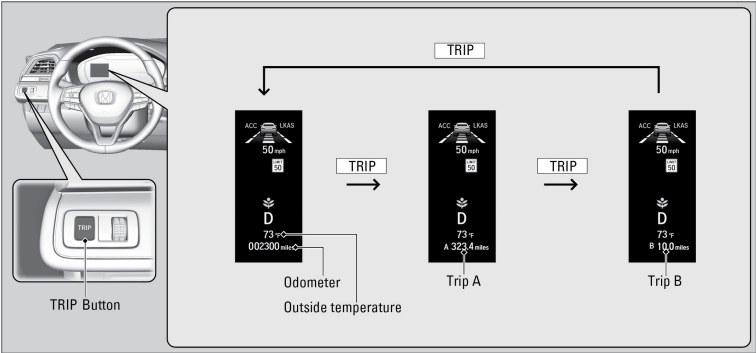 TRIP
ACC LKAS
50 mph
LIMIT
50
D
73 °F
002300 miles
TRIP
ACC LKAS
50 mph
LIMIT
50
D
73 °F
A 323.4 miles
TRIP
ACC LKAS
50 mph
LIMIT
50
D
73 °F
B 10.0 miles
TRIP
Odometer
Outside temperature
Trip A
Trip B
TRIP Button